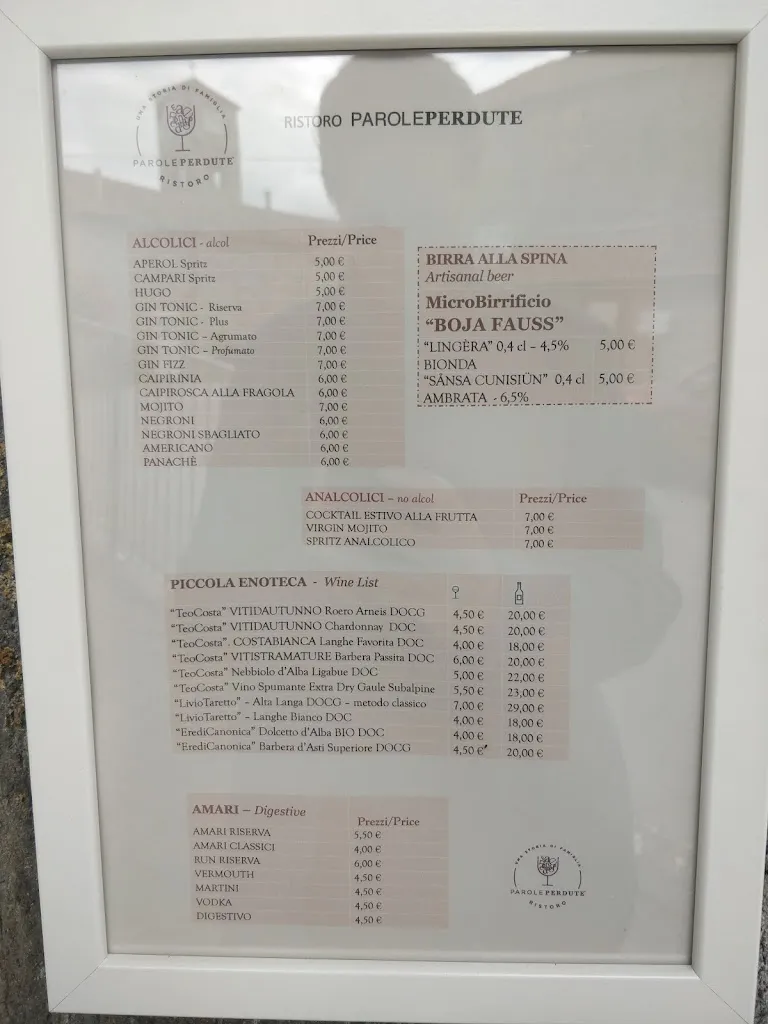 UNA STORIA DI FAMIGLIA
PAROLEPERDUTE
RISTORO
RISTORO PAROLEPERDUTE
ALCOLICI - alcol Prezzi/Price
APEROL Spritz 5,00 €
CAMPARI Spritz 5,00 €
HUGO 5,00 €
GIN TONIC - Riserva 7,00 €
GIN TONIC - Plus 7,00 €
GIN TONIC – Agrumato 7,00 €
GIN TONIC – Profumato 7,00 €
GIN FIZZ 7,00 €
CAIPIRINIA 6,00 €
CAIPIROSCA ALLA FRAGOLA 6,00 €
MOJITO 7,00 €
NEGRONI 6,00 €
NEGRONI SBAGLIATO 6,00 €
AMERICANO 6,00 €
PANACHÈ 6,00 €
BIRRA ALLA SPINA
Artisanal beer
MicroBirrificio
“BOJA FAUSS”
“LINGÈRA” 0,4 cl – 4,5% 5,00 €
BIONDA
“SÂNSA CUNISIÜN” 0,4 cl 5,00 €
AMBRATA - 6,5%
ANALCOLICI – no alcol Prezzi/Price
COCKTAIL ESTIVO ALLA FRUTTA 7,00 €
VIRGIN MOJITO 7,00 €
SPRITZ ANALCOLICO 7,00 €
PICCOLA ENOTECA - Wine List
“TeoCosta” VITIDAUTUNNO Roero Arneis DOCG 4,50 € 20,00 €
“TeoCosta” VITIDAUTUNNO Chardonnay DOC 4,50 € 20,00 €
“TeoCosta”. COSTABIANCA Langhe Favorita DOC 4,00 € 18,00 €
“TeoCosta” VITISTRAMATURE Barbera Passita DOC 6,00 € 20,00 €
“TeoCosta” Nebbiolo d'Alba Ligabue DOC 5,00 € 22,00 €
“TeoCosta” Vino Spumante Extra Dry Gaule Subalpine 5,50 € 23,00 €
“LivioTaretto” - Alta Langa DOCG – metodo classico 7,00 € 29,00 €
“LivioTaretto” - Langhe Bianco DOC 4,00 € 18,00 €
“ErediCanonica” Dolcetto d'Alba BIO DOC 4,00 € 18,00 €
“ErediCanonica” Barbera d'Asti Superiore DOCG 4,50 € 20,00 €
AMARI – Digestive Prezzi/Price
AMARI RISERVA 5,50 €
AMARI CLASSICI 4,00 €
RUN RISERVA 6,00 €
VERMOUTH 4,50 €
MARTINI 4,50 €
VODKA 4,50 €
DIGESTIVO 4,50 €
UNA STORIA DI FAMIGLIA
PAROLEPERDUTE
RISTORO